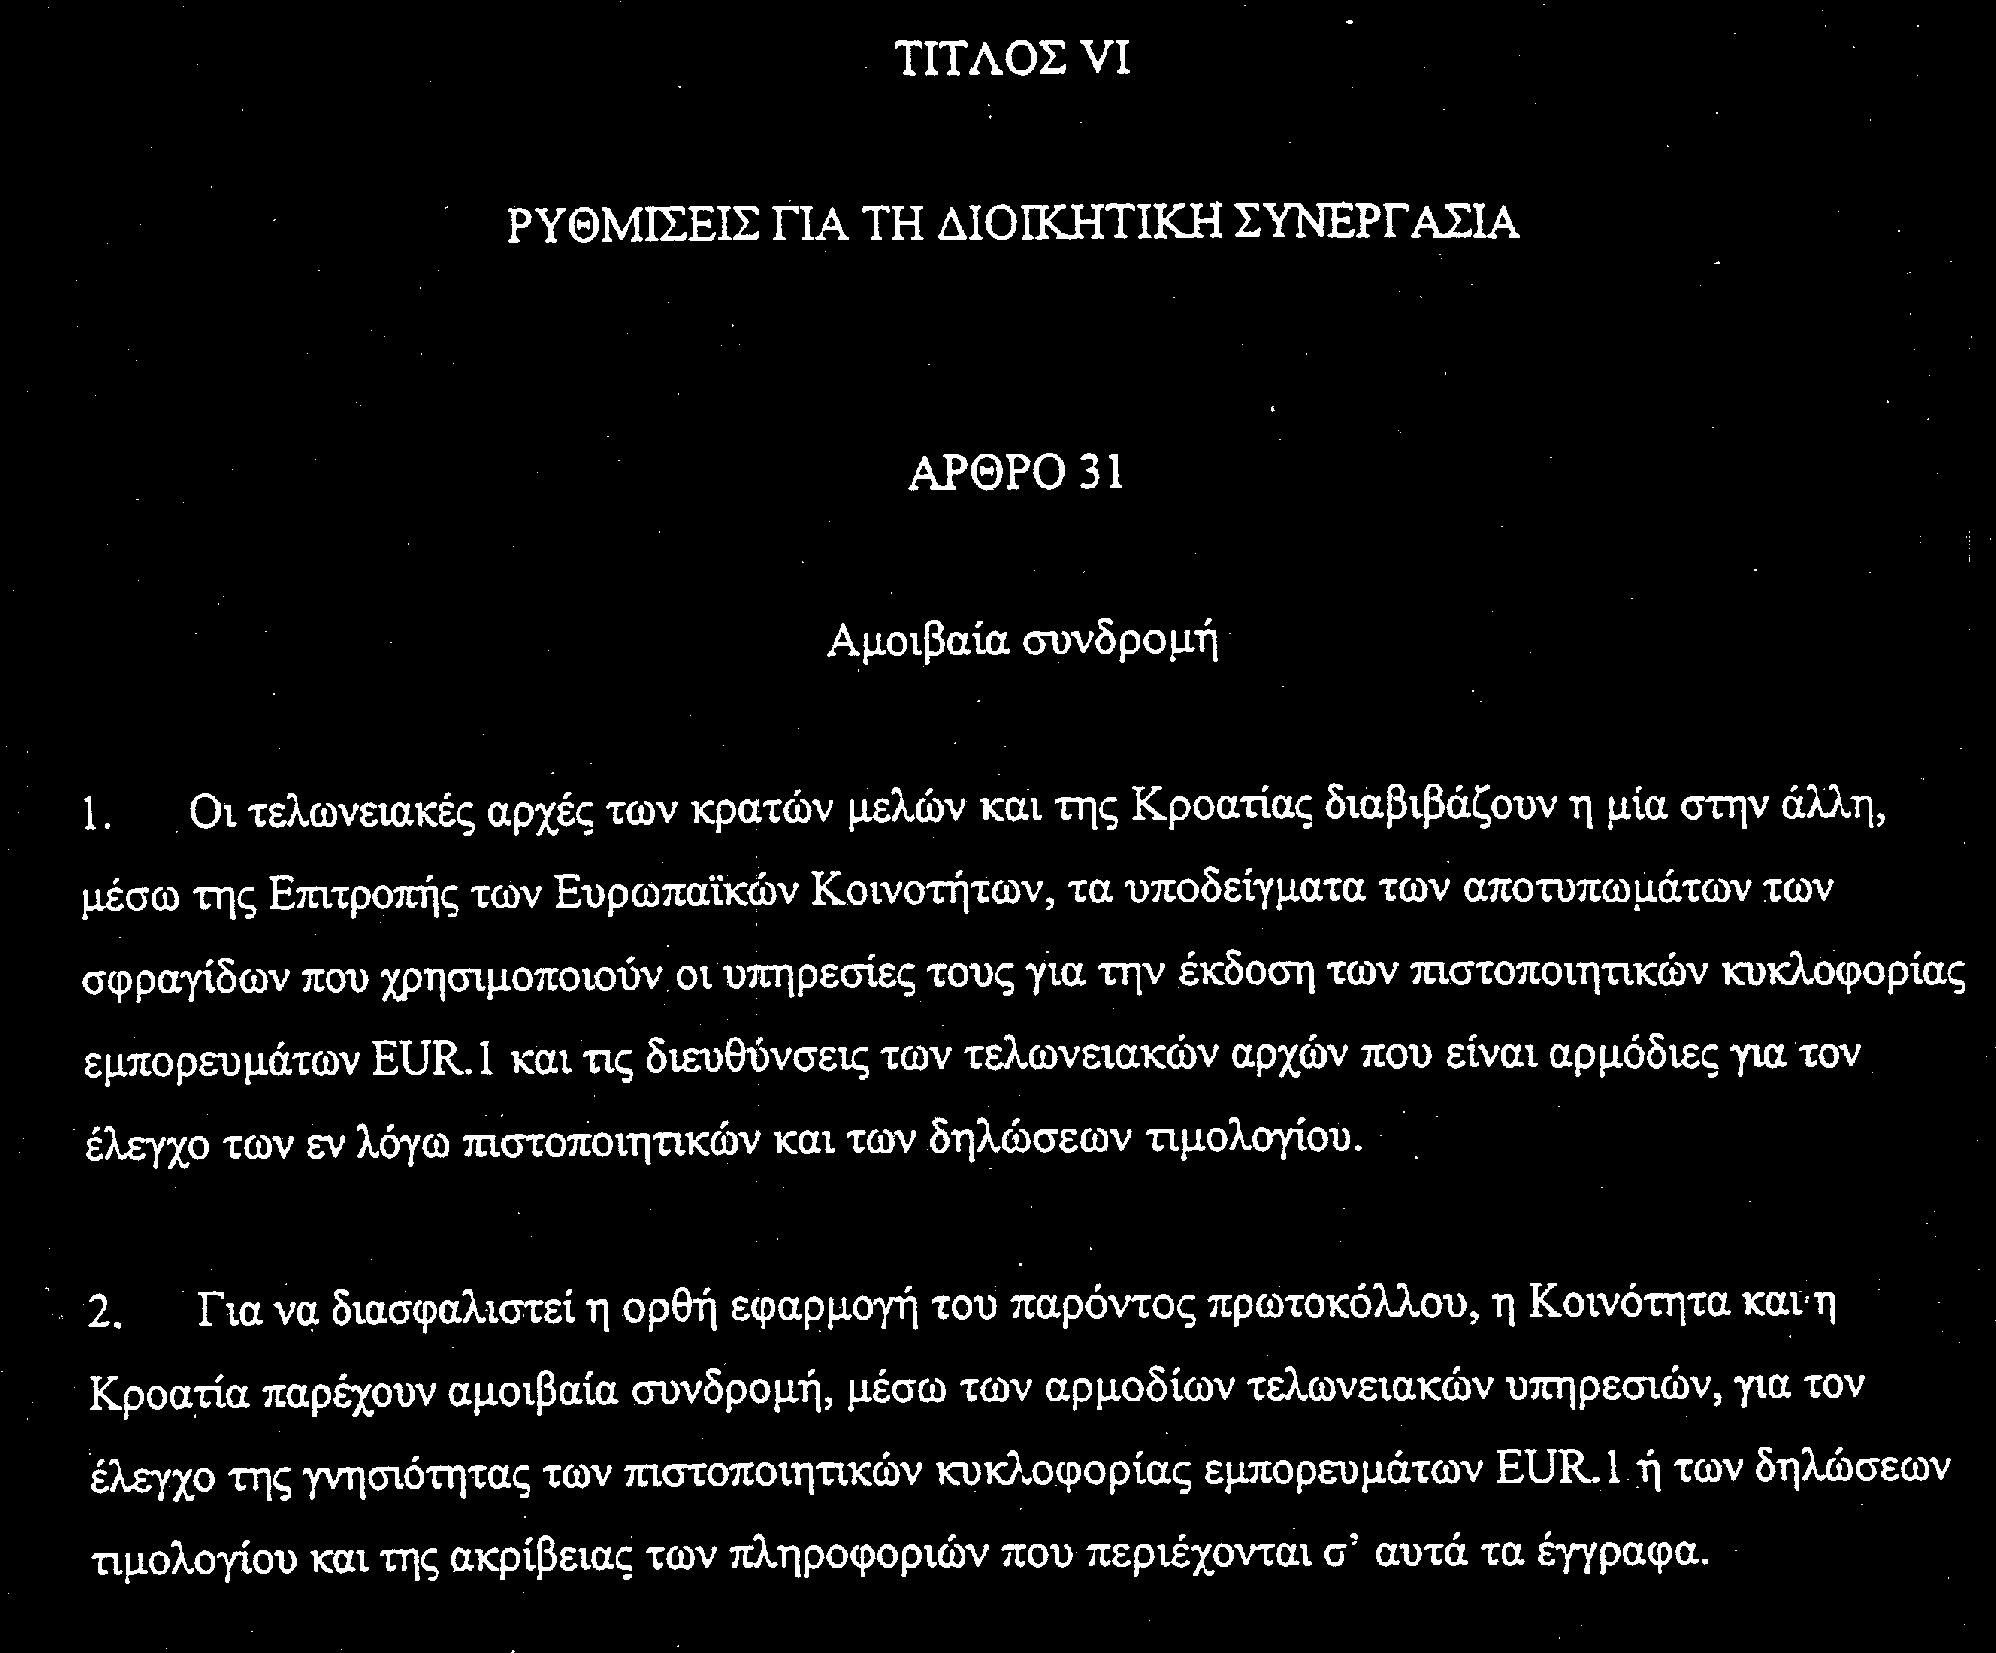 ΤΙΤΛΟΣ VI
ΡΥΘΜΙΣΕΙΣ ΓΙΑ ΤΗ ΔΙΟΙΚΗΤΙΚΗ ΣΥΝΕΡΓΑΣΙΑ
ΑΡΘΡΟ 31
Αμοιβαία συνδρομή
1. Οι τελωνειακές αρχές των κρατών μελών και της Κροατίας διαβιβάζουν η μία στην άλλη,
μέσω της Επιτροπής των Ευρωπαϊκών Κοινοτήτων, τα υποδείγματα των αποτυπωμάτων των
σφραγίδων που χρησιμοποιούν οι υπηρεσίες τους για την έκδοση των πιστοποιητικών κυκλοφορίας
εμπορευμάτων EUR.1 και τις διευθύνσεις των τελωνειακών αρχών που είναι αρμόδιες για τον
έλεγχο των εν λόγω πιστοποιητικών και των δηλώσεων τιμολογίου.
2. Για να διασφαλιστεί η ορθή εφαρμογή του παρόντος πρωτοκόλλου, η Κοινότητα και η
Κροατία παρέχουν αμοιβαία συνδρομή, μέσω των αρμοδίων τελωνειακών υπηρεσιών, για τον
έλεγχο της γνησιότητας των πιστοποιητικών κυκλοφορίας εμπορευμάτων EUR.1 ή των δηλώσεων
τιμολογίου και της ακρίβειας των πληροφοριών που περιέχονται σ’ αυτά τα έγγραφα.